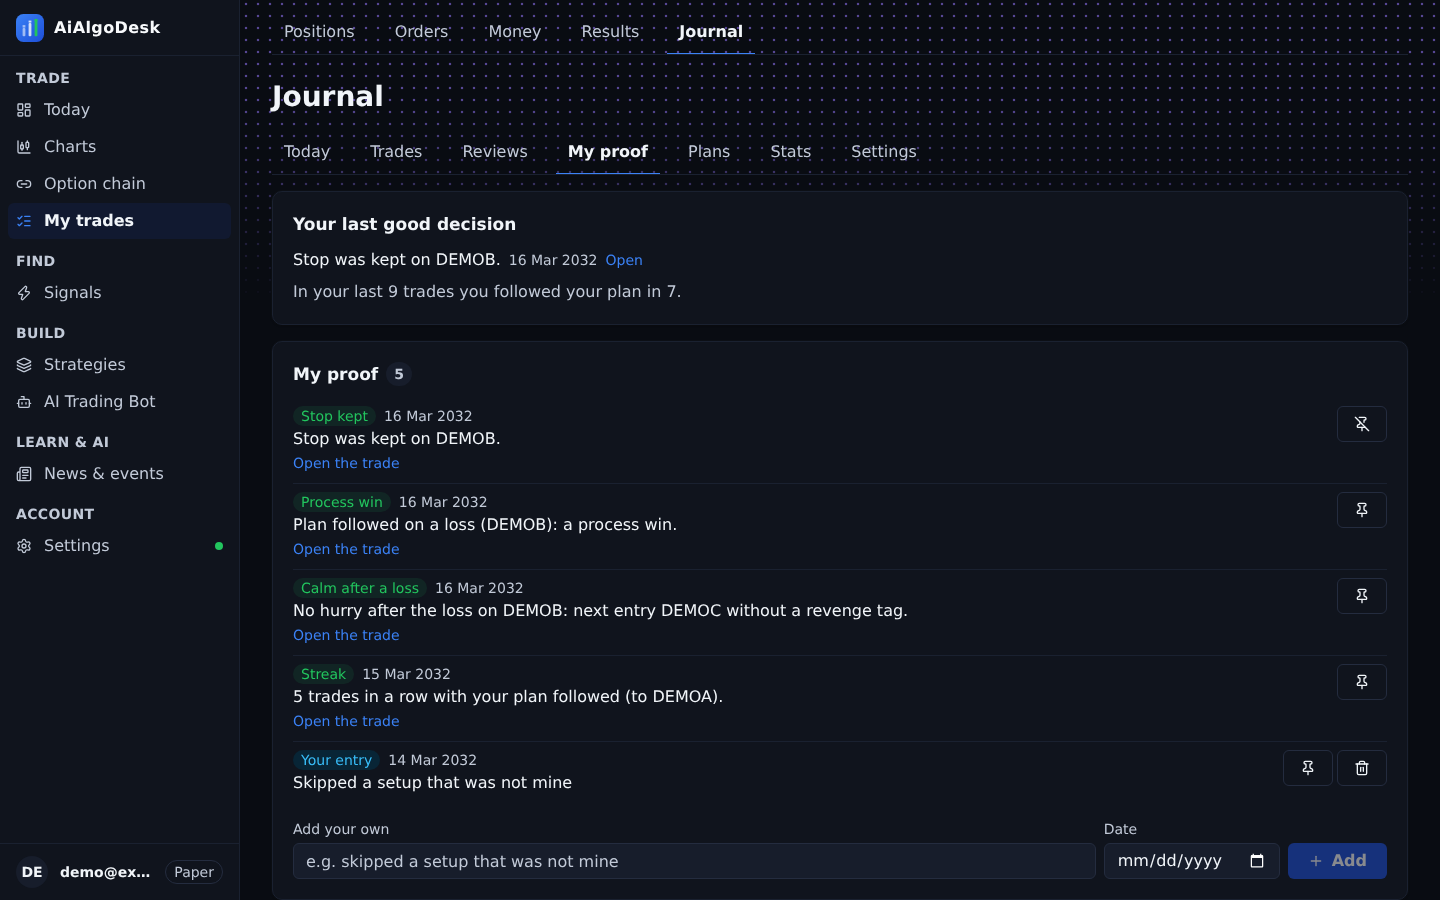 AiAlgoDesk
TRADE
Today
Charts
Option chain
My trades
FIND
Signals
BUILD
Strategies
AI Trading Bot
LEARN & AI
News & events
ACCOUNT
Settings
DE demo@ex... Paper
Positions Orders Money Results Journal
Journal
Today Trades Reviews My proof Plans Stats Settings
Your last good decision
Stop was kept on DEMOB. 16 Mar 2032 Open
In your last 9 trades you followed your plan in 7.
My proof 5
Stop kept 16 Mar 2032
Stop was kept on DEMOB.
Open the trade
Process win 16 Mar 2032
Plan followed on a loss (DEMOB): a process win.
Open the trade
Calm after a loss 16 Mar 2032
No hurry after the loss on DEMOB: next entry DEMOC without a revenge tag.
Open the trade
Streak 15 Mar 2032
5 trades in a row with your plan followed (to DEMOA).
Open the trade
Your entry 14 Mar 2032
Skipped a setup that was not mine
Add your own Date
e.g. skipped a setup that was not mine mm/dd/yyyy + Add